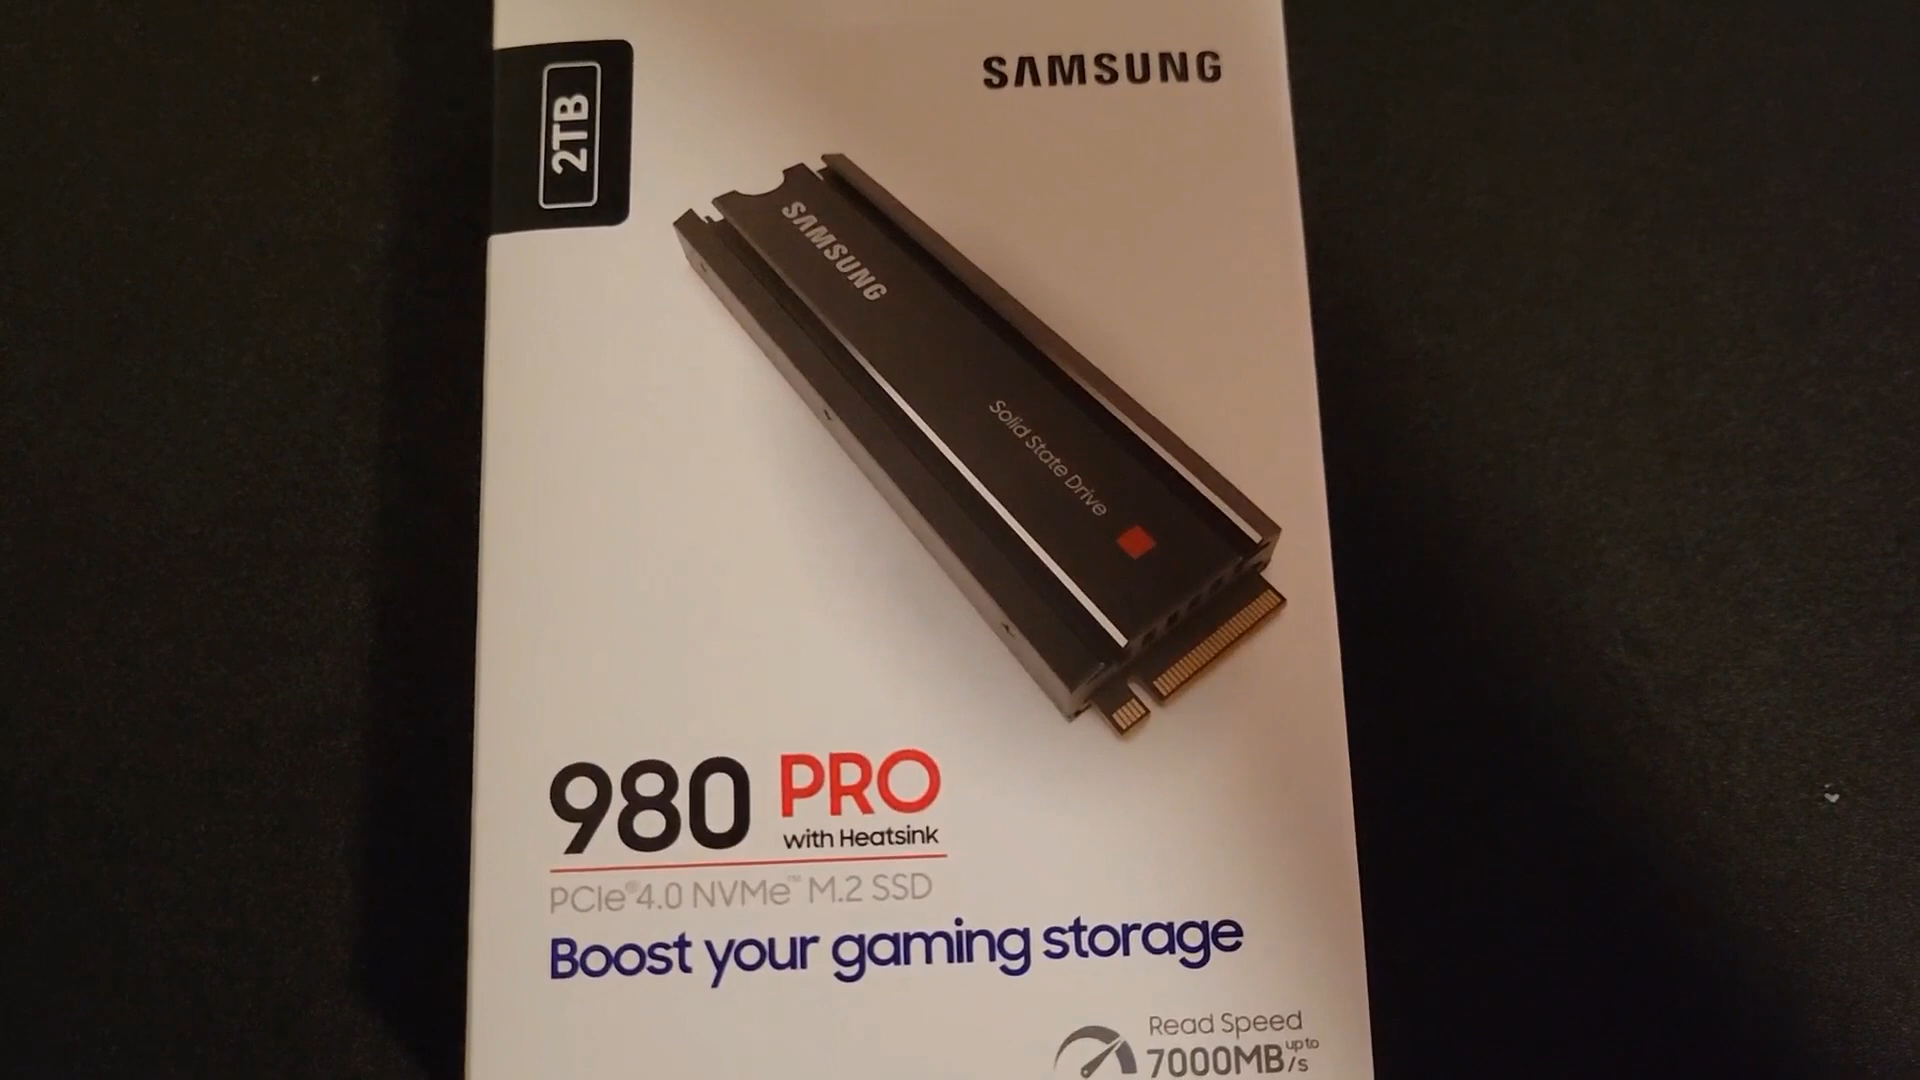 2TB
SAMSUNG
SAMSUNG
Solid State Drive
980 PRO
with Heatsink
PCIe®4.0 NVMe™ M.2 SSD
Boost your gaming storage
Read Speed
up to
7000MB/s